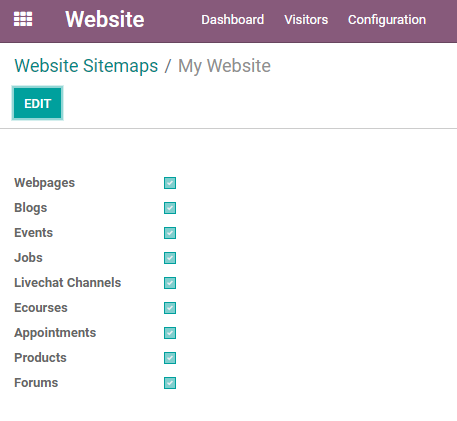 Website Dashboard Visitors Configuration
Website Sitemaps / My Website
EDIT
Webpages
Blogs
Events
Jobs
Livechat Channels
Ecourses
Appointments
Products
Forums